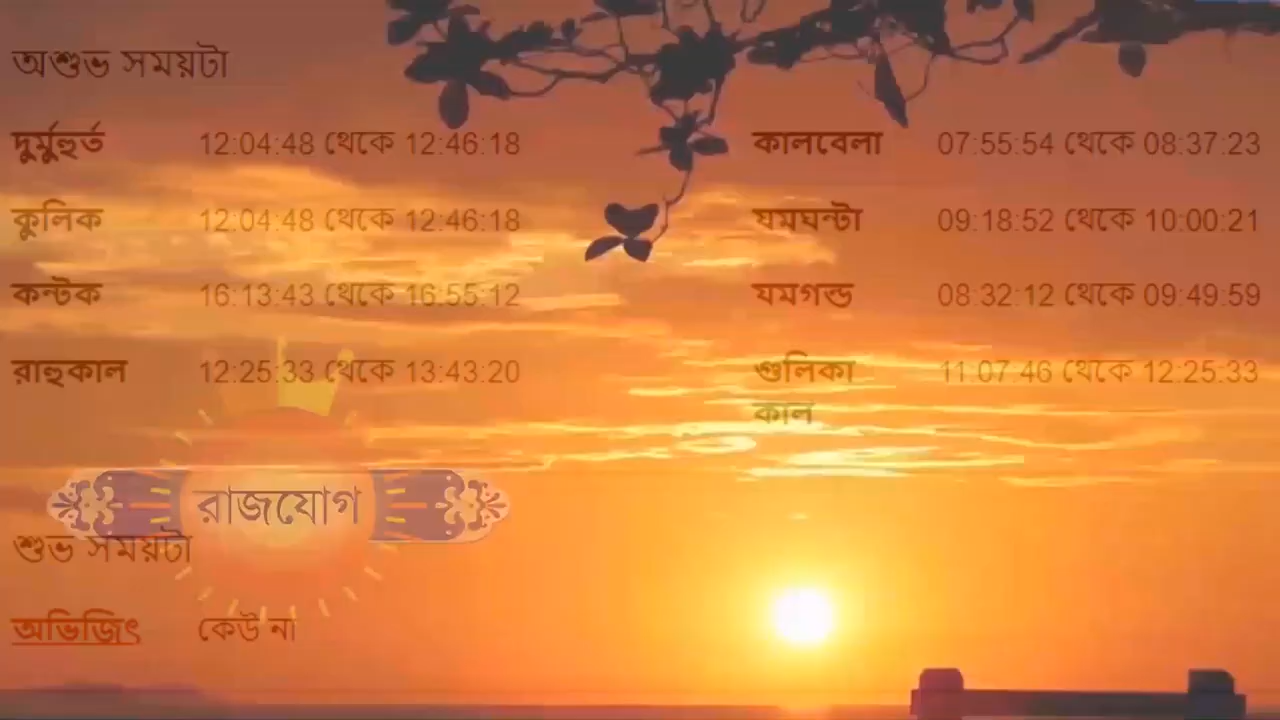 অশুভ সময়টা
দুর্মুহুর্ত 12:04:48 থেকে 12:46:18 কালবেলা 07:55:54 থেকে 08:37:23
কুলিক 12:04:48 থেকে 12:46:18 যমঘন্টা 09:18:52 থেকে 10:00:21
কন্টক 16:13:43 থেকে 16:55:12 যমগন্ড 08:32:12 থেকে 09:49:59
রাহুকাল 12:25:33 থেকে 13:43:20 গুলিকা 11:07:46 থেকে 12:25:33
কাল
রাজযোগ
শুভ সময়টা
অভিজিৎ কেউ না